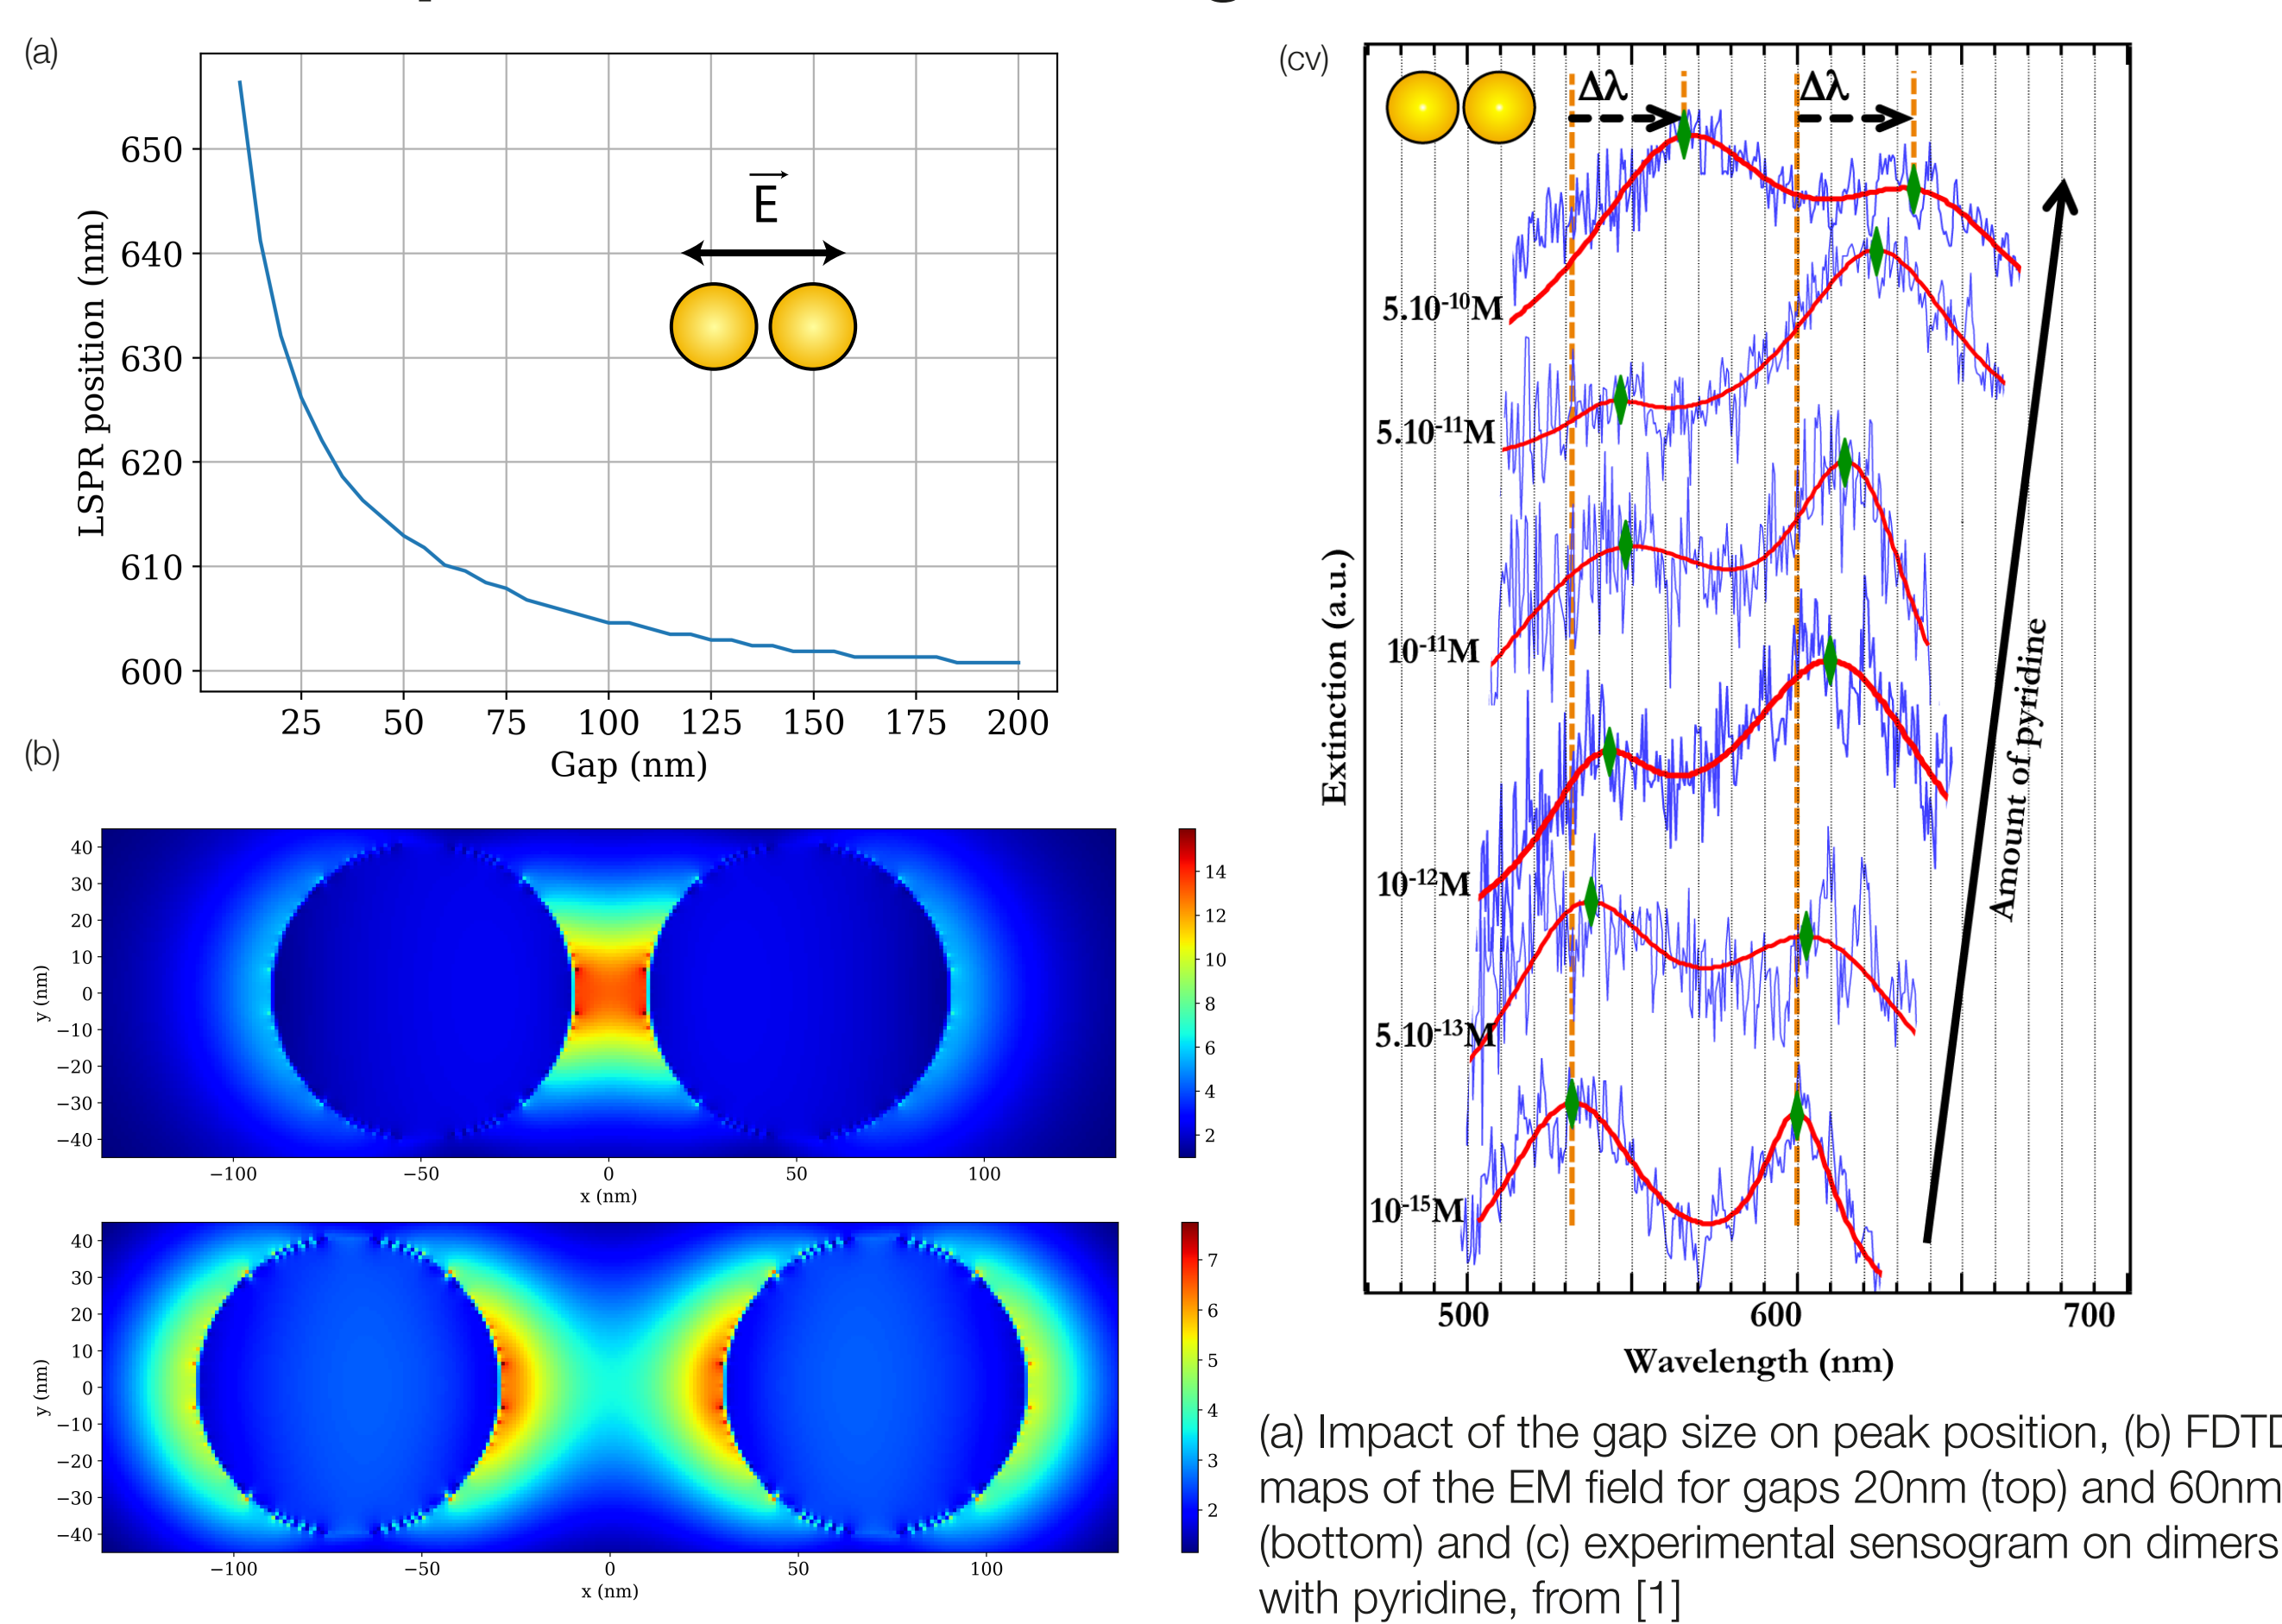 (a)
LSPR position (nm)
650
640
630
620
610
600
E
25 50 75 100 125 150 175 200
Gap (nm)
(b)
y (nm)
40
30
20
10
0
−10
−20
−30
−40
−100 −50 0 50 100
x (nm)
14
12
10
8
6
4
2
y (nm)
40
30
20
10
0
−10
−20
−30
−40
−100 −50 0 50 100
x (nm)
7
6
5
4
3
2
(cv)
Δλ Δλ
5.10⁻¹⁰M
5.10⁻¹¹M
10⁻¹¹M
10⁻¹²M
5.10⁻¹³M
10⁻¹⁵M
Extinction (a.u.)
Amount of pyridine
500 600 700
Wavelength (nm)
(a) Impact of the gap size on peak position, (b) FDTD
maps of the EM field for gaps 20nm (top) and 60nm
(bottom) and (c) experimental sensogram on dimers
with pyridine, from [1]